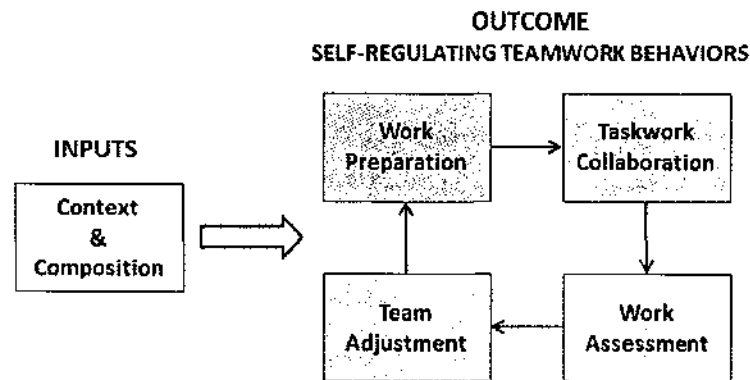 OUTCOME
SELF-REGULATING TEAMWORK BEHAVIORS
INPUTS
Context
&
Composition
Work
Preparation
Taskwork
Collaboration
Team
Adjustment
Work
Assessment